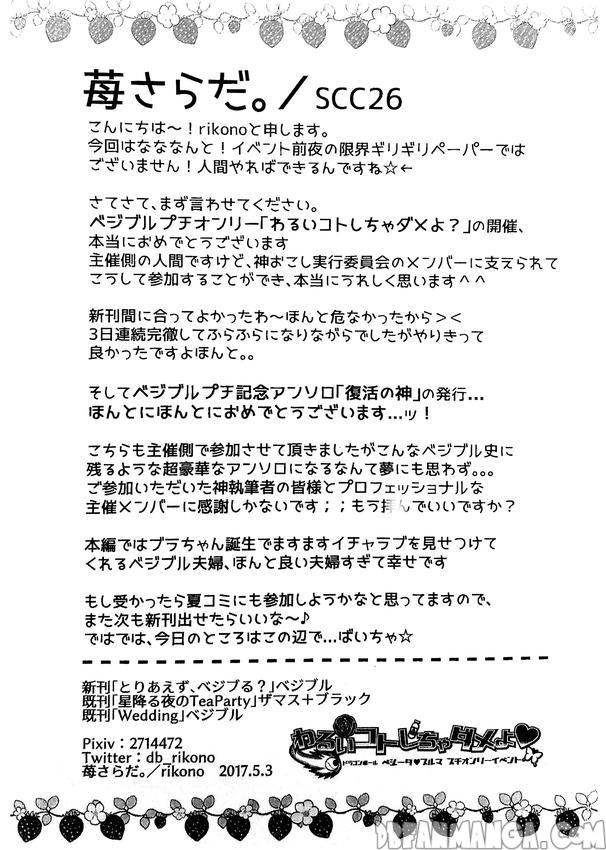 苺さらだ。／SCC26
こんにちは～！rikonoと申します。
今回はなななんと！イベント前夜の限界ギリギリペーパーでは
ございません！人間やればできるんですね☆←
さてさて、まず言わせてください。
ベジブルプチオンリー「わるいコトしちゃダメよ？」の開催、
本当におめでとうございます
主催側の人間ですけど、神おこし実行委員会のメンバーに支えられて
こうして参加することができ、本当にうれしく思います＾＾
新刊間に合ってよかったわ～ほんと危なかったから＞＜
3日連続完徹してふらふらになりながらでしたがやりきって
良かったですよほんと。。
そしてベジブルプチ記念アンソロ「復活の神」の発行…
ほんとにほんとにおめでとうございます…ッ！
こちらも主催側で参加させて頂きましたがこんなベジブル史に
残るような超豪華なアンソロになるなんて夢にも思わず。。。
ご参加いただいた神執筆者の皆様とプロフェッショナルな
主催メンバーに感謝しかないです；；もう拝んでいいですか？
本編ではブラちゃん誕生でますますイチャラブを見せつけて
くれるベジブル夫婦、ほんと良い夫婦すぎて幸せです
もし受かったら夏コミにも参加しようかなと思ってますので、
また次も新刊出せたらいいな～♪
ではでは、今日のところはこの辺で…ばいちゃ☆
新刊「とりあえず、ベジブる？」ベジブル
既刊「星降る夜のTeaParty」ザマス＋ブラック
既刊「Wedding」ベジブル
Pixiv：2714472
Twitter：db_rikono
苺さらだ。／rikono 2017.5.3
わるいコトしちゃダメよ♥
ドラゴンボール ベジータ♥ブルマ プチオンリーイベント
DBFANMANGA.COM